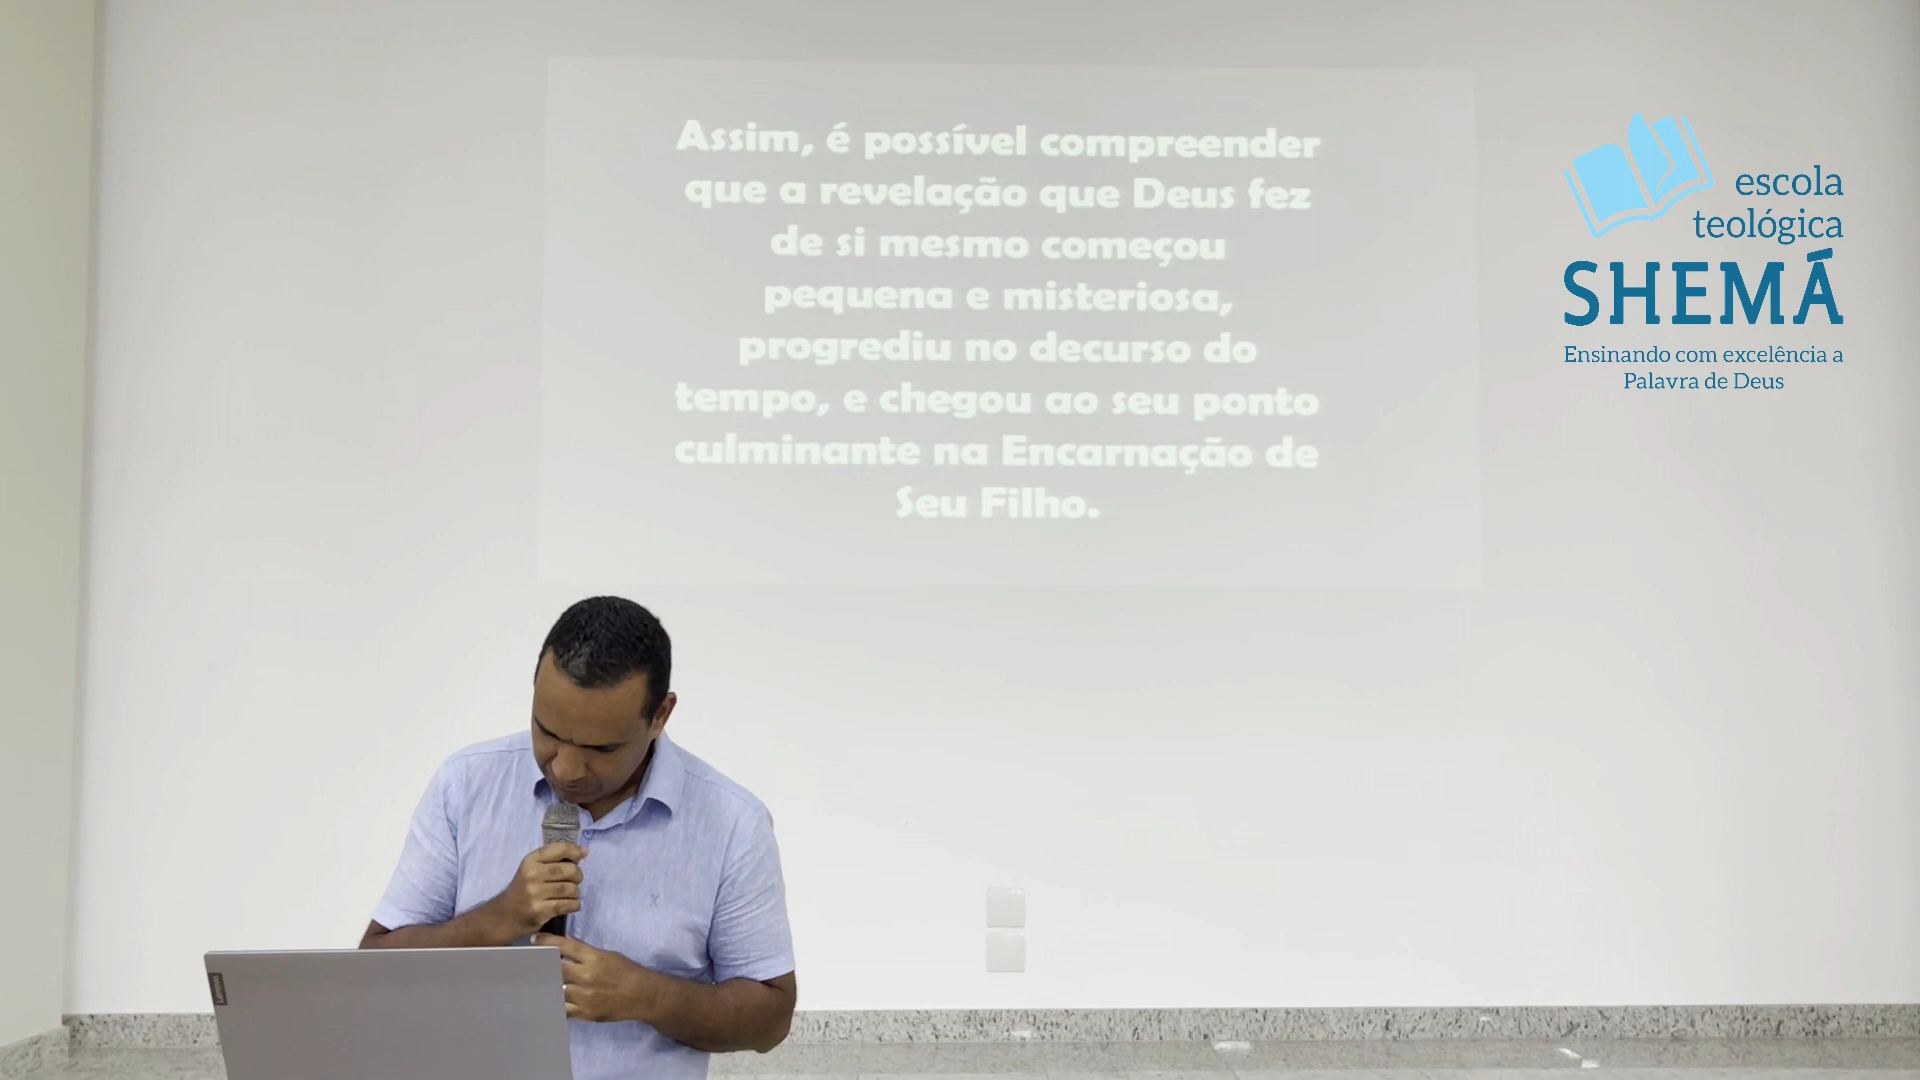 Assim, é possível compreender
que a revelação que Deus fez
de si mesmo começou
pequena e misteriosa,
progrediu no decurso do
tempo, e chegou ao seu ponto
culminante na Encarnação de
Seu Filho.
escola
teológica
SHEMÁ
Ensinando com excelência a
Palavra de Deus
Lenovo